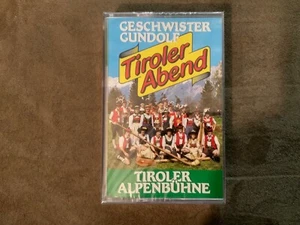 GESCHWISTER
GUNDOLF
Tiroler
Abend
TIROLER
ALPENBÜHNE